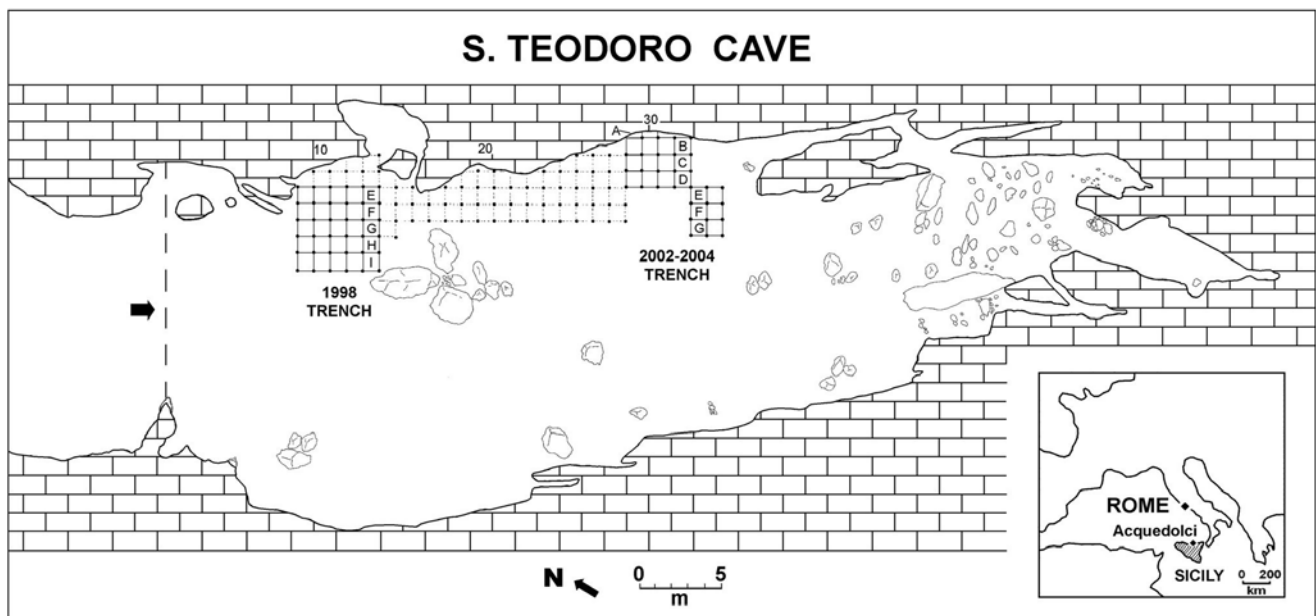 S. TEODORO CAVE
30
A
10
20
B
C
D
E
F
G
H
I
E
F
G
1998
TRENCH
2002-2004
TRENCH
N
0 5
m
ROME
Acquedolci
SICILY
0 200
km